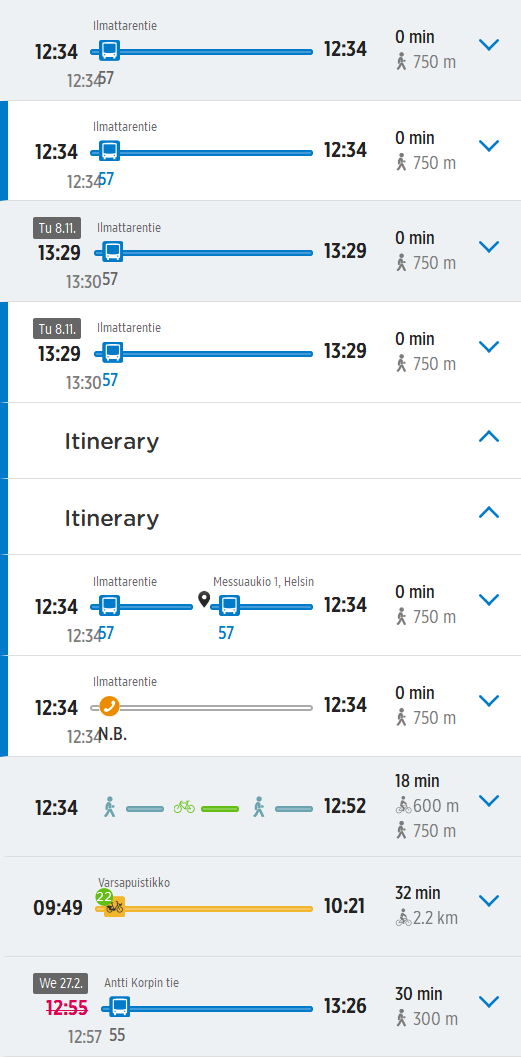 Ilmattarentie
12:34 12:34 0 min
750 m
12:34 57
Ilmattarentie
12:34 12:34 0 min
750 m
12:34 57
Tu 8.11. Ilmattarentie
13:29 13:29 0 min
750 m
13:30 57
Tu 8.11. Ilmattarentie
13:29 13:29 0 min
750 m
13:30 57
Itinerary
Itinerary
Ilmattarentie Messuaukio 1, Helsin
12:34 12:34 0 min
750 m
12:34 57 57
Ilmattarentie
12:34 12:34 0 min
750 m
12:34 N.B.
18 min
12:34 12:52 600 m
750 m
Varsapuistikko
22
09:49 10:21 32 min
2.2 km
We 27.2. Antti Korpin tie
12:55 13:26 30 min
300 m
12:57 55